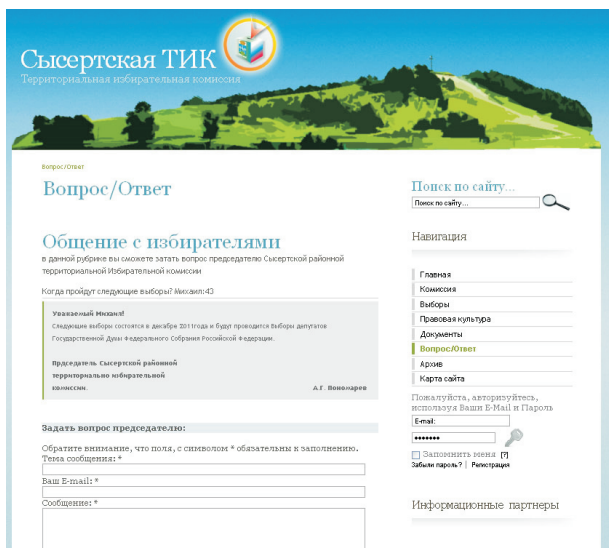 Сысертская ТИК
Территориальная избирательная комиссия
Вопрос/Ответ
Вопрос/Ответ
Общение с избирателями
в данной рубрике вы сможете затать вопрос председателю Сысертской районной
территориальной Избирательной комиссии
Когда пройдут следующие выборы? Михаил:43
Уважаемый Михаил!
Следующие выборы состоятся в декабре 2011года и будут проводится Выборы депутатов
Государственной Думы Федерального Собрания Российской Федерации.
Прдседатель Сысертской районной
территориально избирательной
комиссии. А.Г. Пономарев
Задать вопрос председателю:
Обратите внимание, что поля, с символом * обязательны к заполнению.
Тема сообщения: *
Ваш E-mail: *
Сообщение: *
Поиск по сайту...
Поиск по сайту...
Навигация
Главная
Комиссия
Выборы
Правовая культура
Документы
Вопрос/Ответ
Архив
Карта сайта
Пожалуйста, авторизуйтесь,
используя Ваши E-Mail и Пароль
E-mail:
•••••••
Запомнить меня [?]
Забыли пароль? | Регистрация
Информационные партнеры